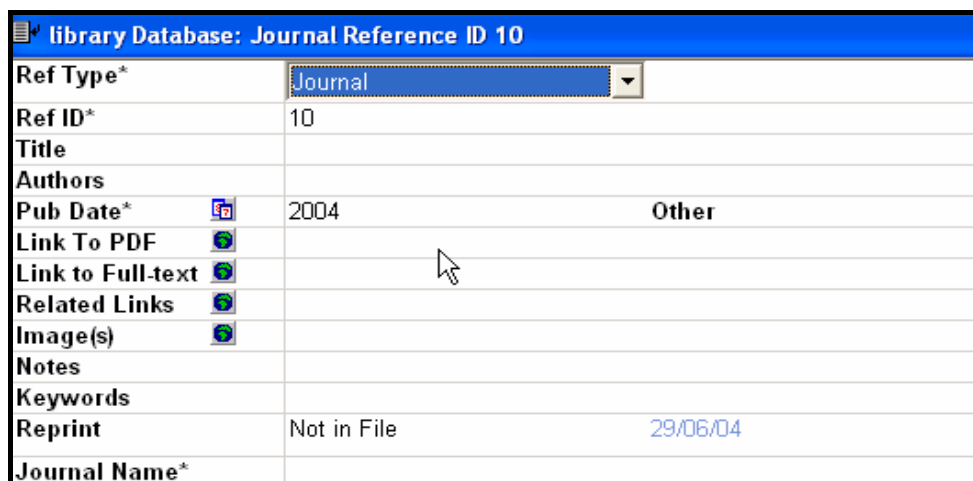 library Database: Journal Reference ID 10
Ref Type* Journal
Ref ID* 10
Title
Authors
Pub Date* 2004 Other
Link To PDF
Link to Full-text
Related Links
Image(s)
Notes
Keywords
Reprint Not in File 29/06/04
Journal Name*